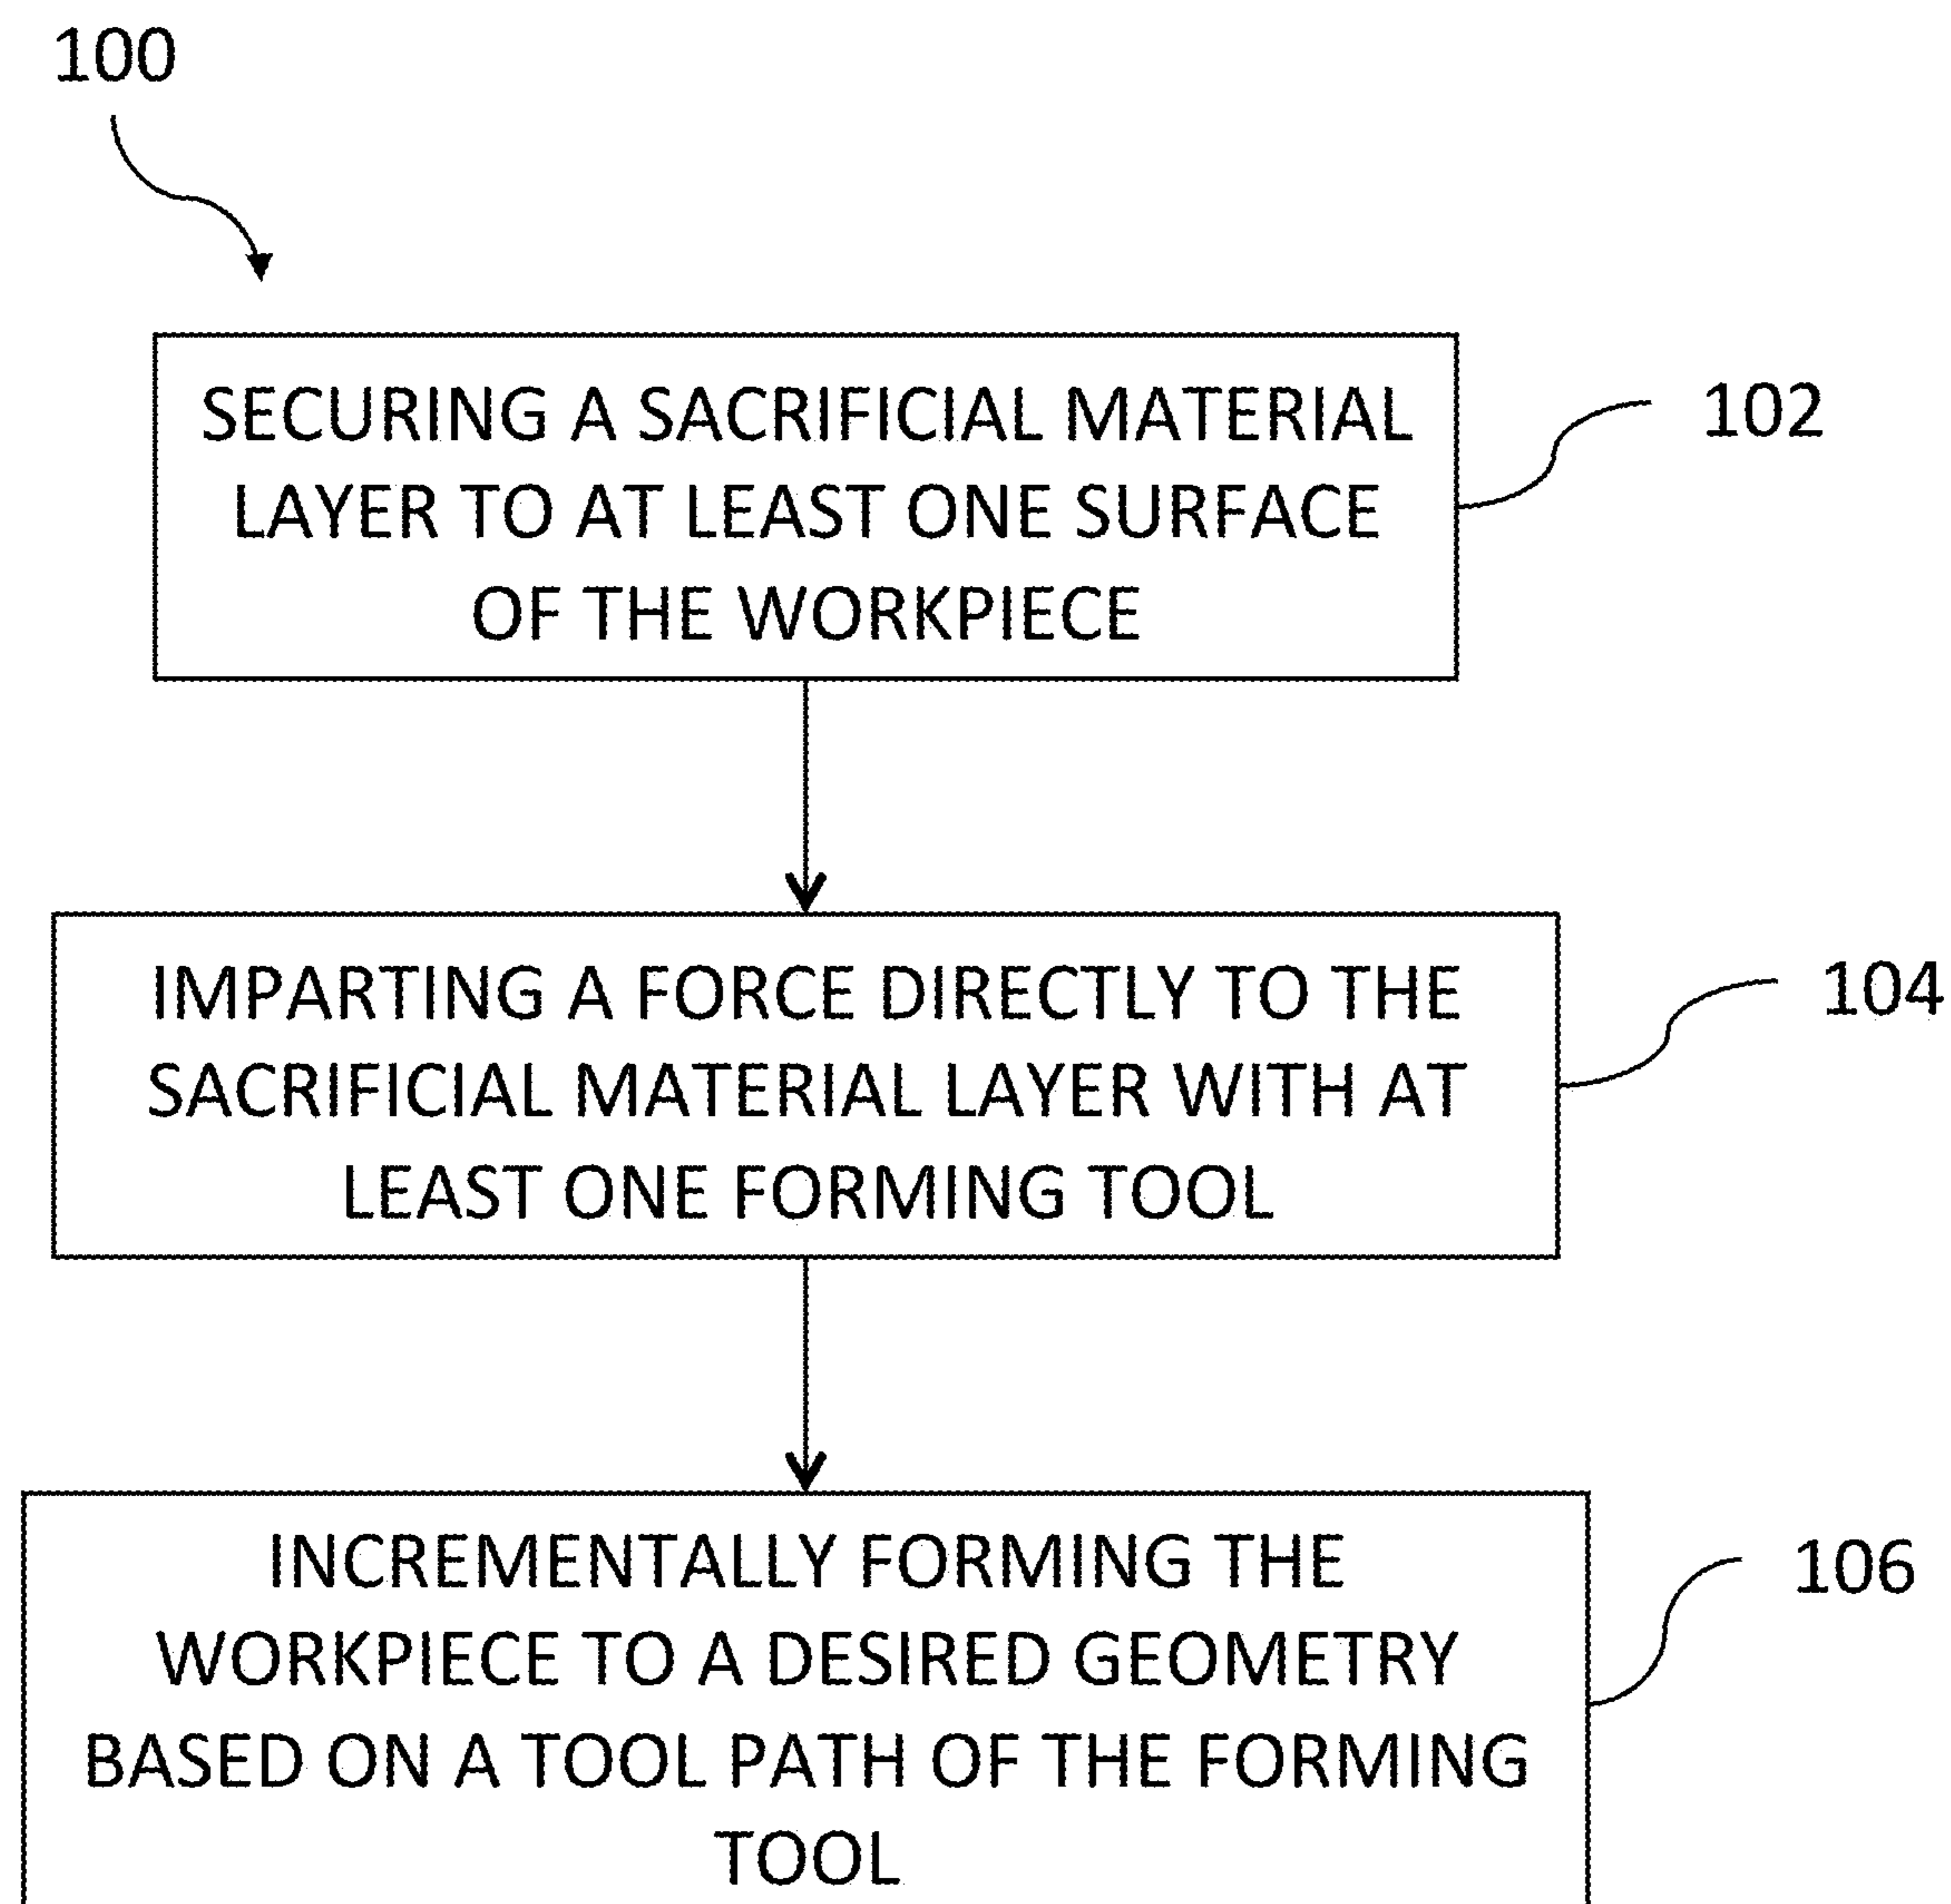 100
SECURING A SACRIFICIAL MATERIAL
LAYER TO AT LEAST ONE SURFACE
OF THE WORKPIECE
102
IMPARTING A FORCE DIRECTLY TO THE
SACRIFICIAL MATERIAL LAYER WITH AT
LEAST ONE FORMING TOOL
104
INCREMENTALLY FORMING THE
WORKPIECE TO A DESIRED GEOMETRY
BASED ON A TOOL PATH OF THE FORMING
TOOL
106